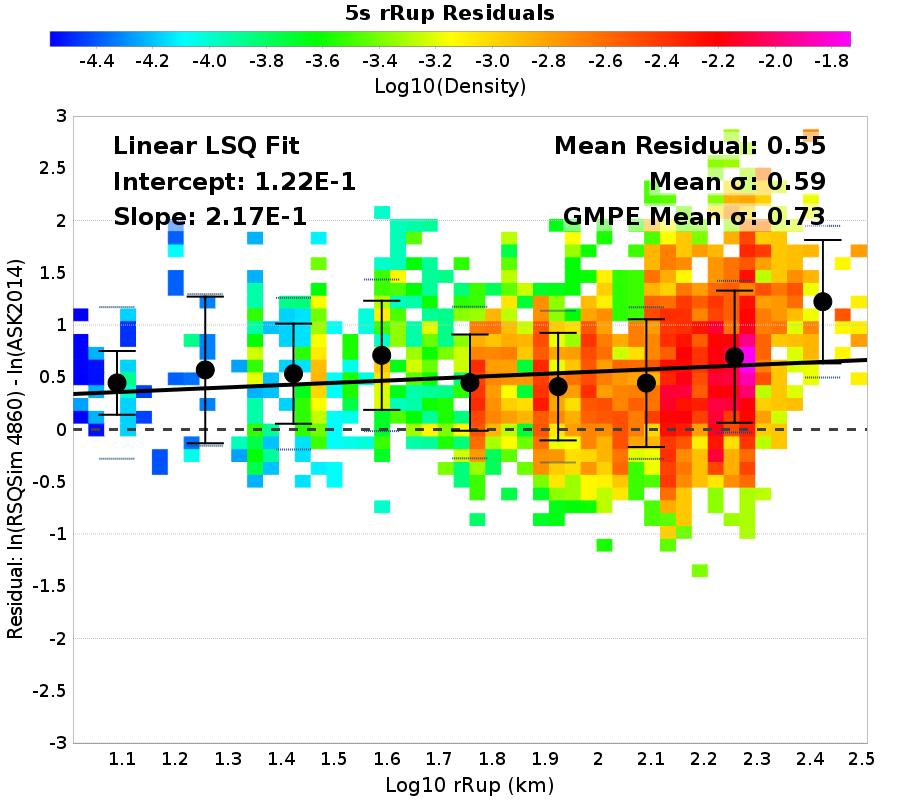 5s rRup Residuals
-4.4 -4.2 -4.0 -3.8 -3.6 -3.4 -3.2 -3.0 -2.8 -2.6 -2.4 -2.2 -2.0 -1.8
Log10(Density)
Linear LSQ Fit
Intercept: 1.22E-1
Slope: 2.17E-1
Mean Residual: 0.55
Mean σ: 0.59
GMPE Mean σ: 0.73
Residual: ln(RSQSim 4860) - ln(ASK2014)
3
2.5
2
1.5
1
0.5
0
-0.5
-1
-1.5
-2
-2.5
-3
1.1 1.2 1.3 1.4 1.5 1.6 1.7 1.8 1.9 2 2.1 2.2 2.3 2.4 2.5
Log10 rRup (km)